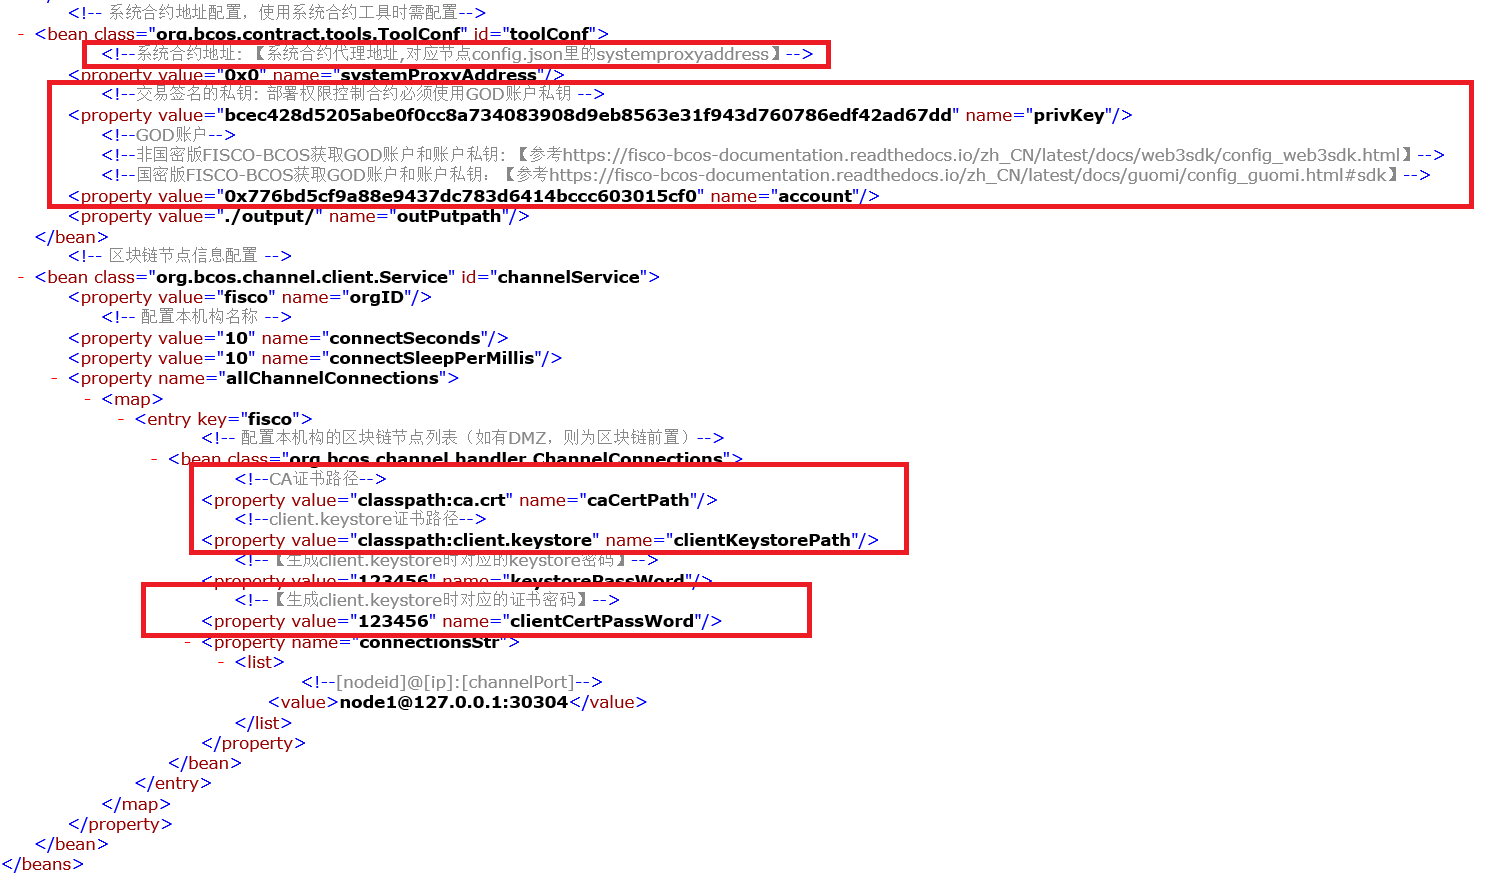 <!-- 系统合约地址配置，使用系统合约工具时需配置-->
- <bean class="org.bcos.contract.tools.ToolConf" id="toolConf">
<!--系统合约地址: 【系统合约代理地址,对应节点config.json里的systemproxyaddress】-->
<property value="0x0" name="systemProxyAddress"/>
<!--交易签名的私钥: 部署权限控制合约必须使用GOD账户私钥 -->
<property value="bcec428d5205abe0f0cc8a734083908d9eb8563e31f943d760786edf42ad67dd" name="privKey"/>
<!--GOD账户-->
<!--非国密版FISCO-BCOS获取GOD账户和账户私钥: 【参考https://fisco-bcos-documentation.readthedocs.io/zh_CN/latest/docs/web3sdk/config_web3sdk.html】-->
<!--国密版FISCO-BCOS获取GOD账户和账户私钥: 【参考https://fisco-bcos-documentation.readthedocs.io/zh_CN/latest/docs/guomi/config_guomi.html#sdk】-->
<property value="0x776bd5cf9a88e9437dc783d6414bccc603015cf0" name="account"/>
<property value="./output/" name="outPutpath"/>
</bean>
<!-- 区块链节点信息配置 -->
- <bean class="org.bcos.channel.client.Service" id="channelService">
<property value="fisco" name="orgID"/>
<!-- 配置本机构名称 -->
<property value="10" name="connectSeconds"/>
<property value="10" name="connectSleepPerMillis"/>
- <property name="allChannelConnections">
- <map>
- <entry key="fisco">
<!-- 配置本机构的区块链节点列表（如有DMZ，则为区块链前置）-->
- <bean class="org.bcos.channel.handler.ChannelConnections">
<!--CA证书路径-->
<property value="classpath:ca.crt" name="caCertPath"/>
<!--client.keystore证书路径-->
<property value="classpath:client.keystore" name="clientKeystorePath"/>
<!--【生成client.keystore时对应的keystore密码】-->
<property value="123456" name="keystorePassWord"/>
<!--【生成client.keystore时对应的证书密码】-->
<property value="123456" name="clientCertPassWord"/>
- <property name="connectionsStr">
- <list>
<!--[nodeid]@[ip]:[channelPort]-->
<value>node1@127.0.0.1:30304</value>
</list>
</property>
</bean>
</entry>
</map>
</property>
</bean>
</beans>